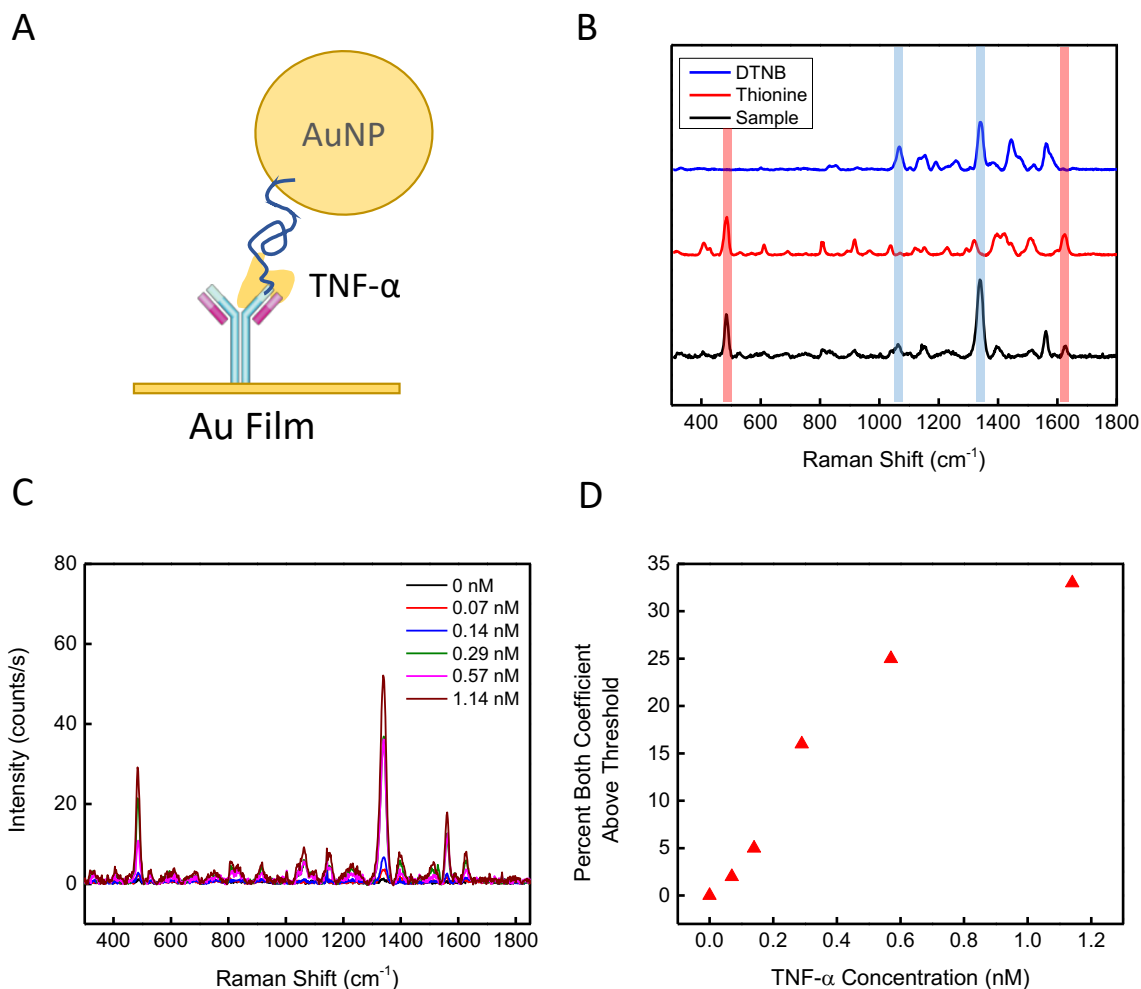 A
AuNP
TNF-α
Au Film
B
DTNB
Thionine
Sample
400 600 800 1000 1200 1400 1600 1800
Raman Shift (cm-1)
C
80
60
40
20
0
Intensity (counts/s)
0 nM
0.07 nM
0.14 nM
0.29 nM
0.57 nM
1.14 nM
400 600 800 1000 1200 1400 1600 1800
Raman Shift (cm-1)
D
35
30
25
20
15
10
5
0
Percent Both Coefficient
Above Threshold
0.0 0.2 0.4 0.6 0.8 1.0 1.2
TNF-α Concentration (nM)